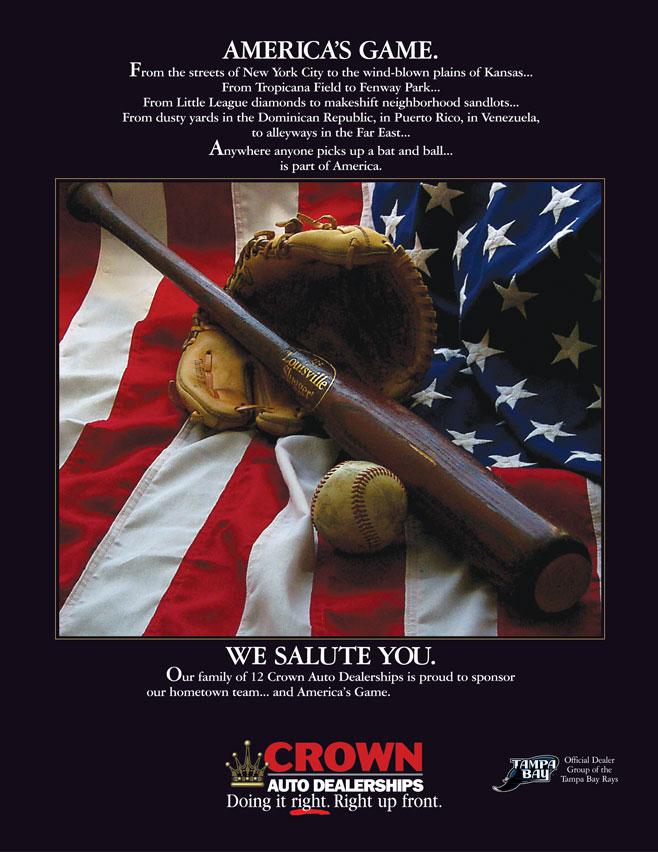 AMERICA'S GAME.
From the streets of New York City to the wind-blown plains of Kansas...
From Tropicana Field to Fenway Park...
From Little League diamonds to makeshift neighborhood sandlots...
From dusty yards in the Dominican Republic, in Puerto Rico, in Venezuela,
to alleyways in the Far East...
Anywhere anyone picks up a bat and ball...
is part of America.
Louisville
Slugger
WE SALUTE YOU.
Our family of 12 Crown Auto Dealerships is proud to sponsor
our hometown team... and America's Game.
CROWN
AUTO DEALERSHIPS
Doing it right. Right up front.
TAMPA
BAY
Official Dealer
Group of the
Tampa Bay Rays